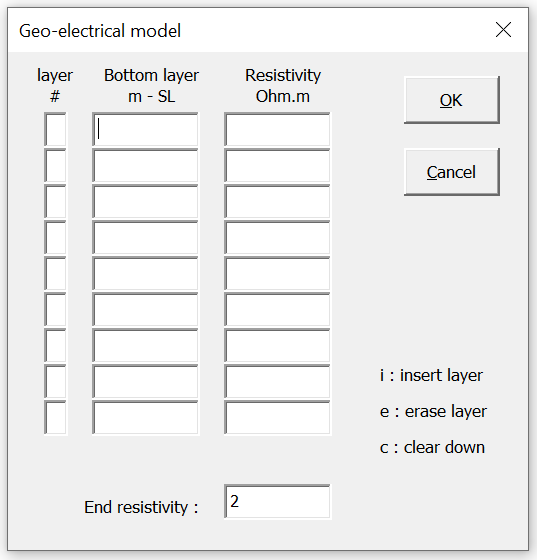 Geo-electrical model
layer Bottom layer Resistivity
# m - SL Ohm.m
OK
Cancel
i : insert layer
e : erase layer
c : clear down
End resistivity : 2